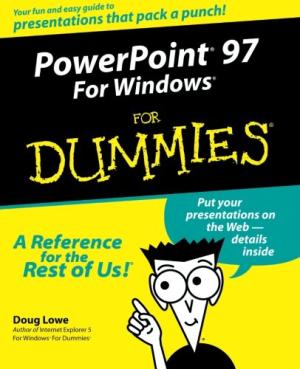 Your fun and easy guide to
presentations that pack a punch!
PowerPoint® 97
For Windows®
FOR
DUMMIES®
Put your
presentations on
the Web —
details
inside
A Reference
for the
Rest of Us!®
Doug Lowe
Author of Internet Explorer 5
For Windows® For Dummies®